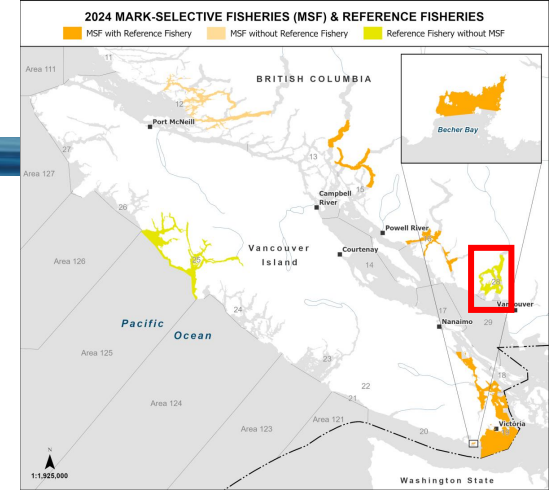 2024 MARK-SELECTIVE FISHERIES (MSF) & REFERENCE FISHERIES
MSF with Reference Fishery
MSF without Reference Fishery
Reference Fishery without MSF
Area 111
11
BRITISH COLUMBIA
12
Port McNeill
Becher Bay
27
Area 127
13
15
Campbell
River
26
Powell River
Vancouver
Island
Courtenay
14
Area 126
25
28
Vancouver
17
29
Nanaimo
24
Pacific
Ocean
Area 125
23
18
22
21
Area 124
Area 121
20
Victoria
Area 123
N
1:1,925,000
Washington State